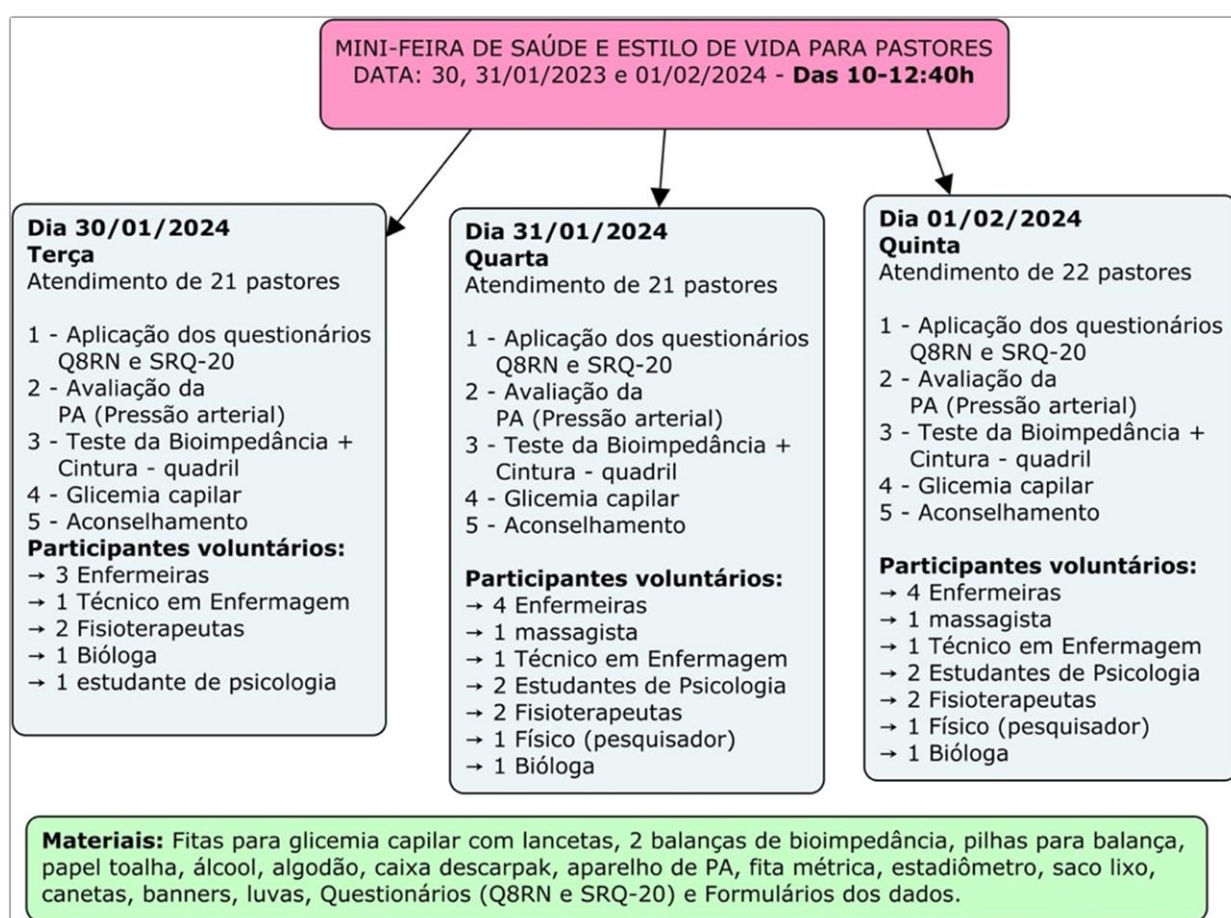 MINI-FEIRA DE SAÚDE E ESTILO DE VIDA PARA PASTORES
DATA: 30, 31/01/2023 e 01/02/2024 - Das 10-12:40h
Dia 30/01/2024
Terça
Atendimento de 21 pastores
1 - Aplicação dos questionários
Q8RN e SRQ-20
2 - Avaliação da
PA (Pressão arterial)
3 - Teste da Bioimpedância +
Cintura - quadril
4 - Glicemia capilar
5 - Aconselhamento
Participantes voluntários:
→ 3 Enfermeiras
→ 1 Técnico em Enfermagem
→ 2 Fisioterapeutas
→ 1 Bióloga
→ 1 estudante de psicologia
Dia 31/01/2024
Quarta
Atendimento de 21 pastores
1 - Aplicação dos questionários
Q8RN e SRQ-20
2 - Avaliação da
PA (Pressão arterial)
3 - Teste da Bioimpedância +
Cintura - quadril
4 - Glicemia capilar
5 - Aconselhamento
Participantes voluntários:
→ 4 Enfermeiras
→ 1 massagista
→ 1 Técnico em Enfermagem
→ 2 Estudantes de Psicologia
→ 2 Fisioterapeutas
→ 1 Físico (pesquisador)
→ 1 Bióloga
Dia 01/02/2024
Quinta
Atendimento de 22 pastores
1 - Aplicação dos questionários
Q8RN e SRQ-20
2 - Avaliação da
PA (Pressão arterial)
3 - Teste da Bioimpedância +
Cintura - quadril
4 - Glicemia capilar
5 - Aconselhamento
Participantes voluntários:
→ 4 Enfermeiras
→ 1 massagista
→ 1 Técnico em Enfermagem
→ 2 Estudantes de Psicologia
→ 2 Fisioterapeutas
→ 1 Físico (pesquisador)
→ 1 Bióloga
Materiais: Fitas para glicemia capilar com lancetas, 2 balanças de bioimpedância, pilhas para balança,
papel toalha, álcool, algodão, caixa descarpak, aparelho de PA, fita métrica, estadiômetro, saco lixo,
canetas, banners, luvas, Questionários (Q8RN e SRQ-20) e Formulários dos dados.